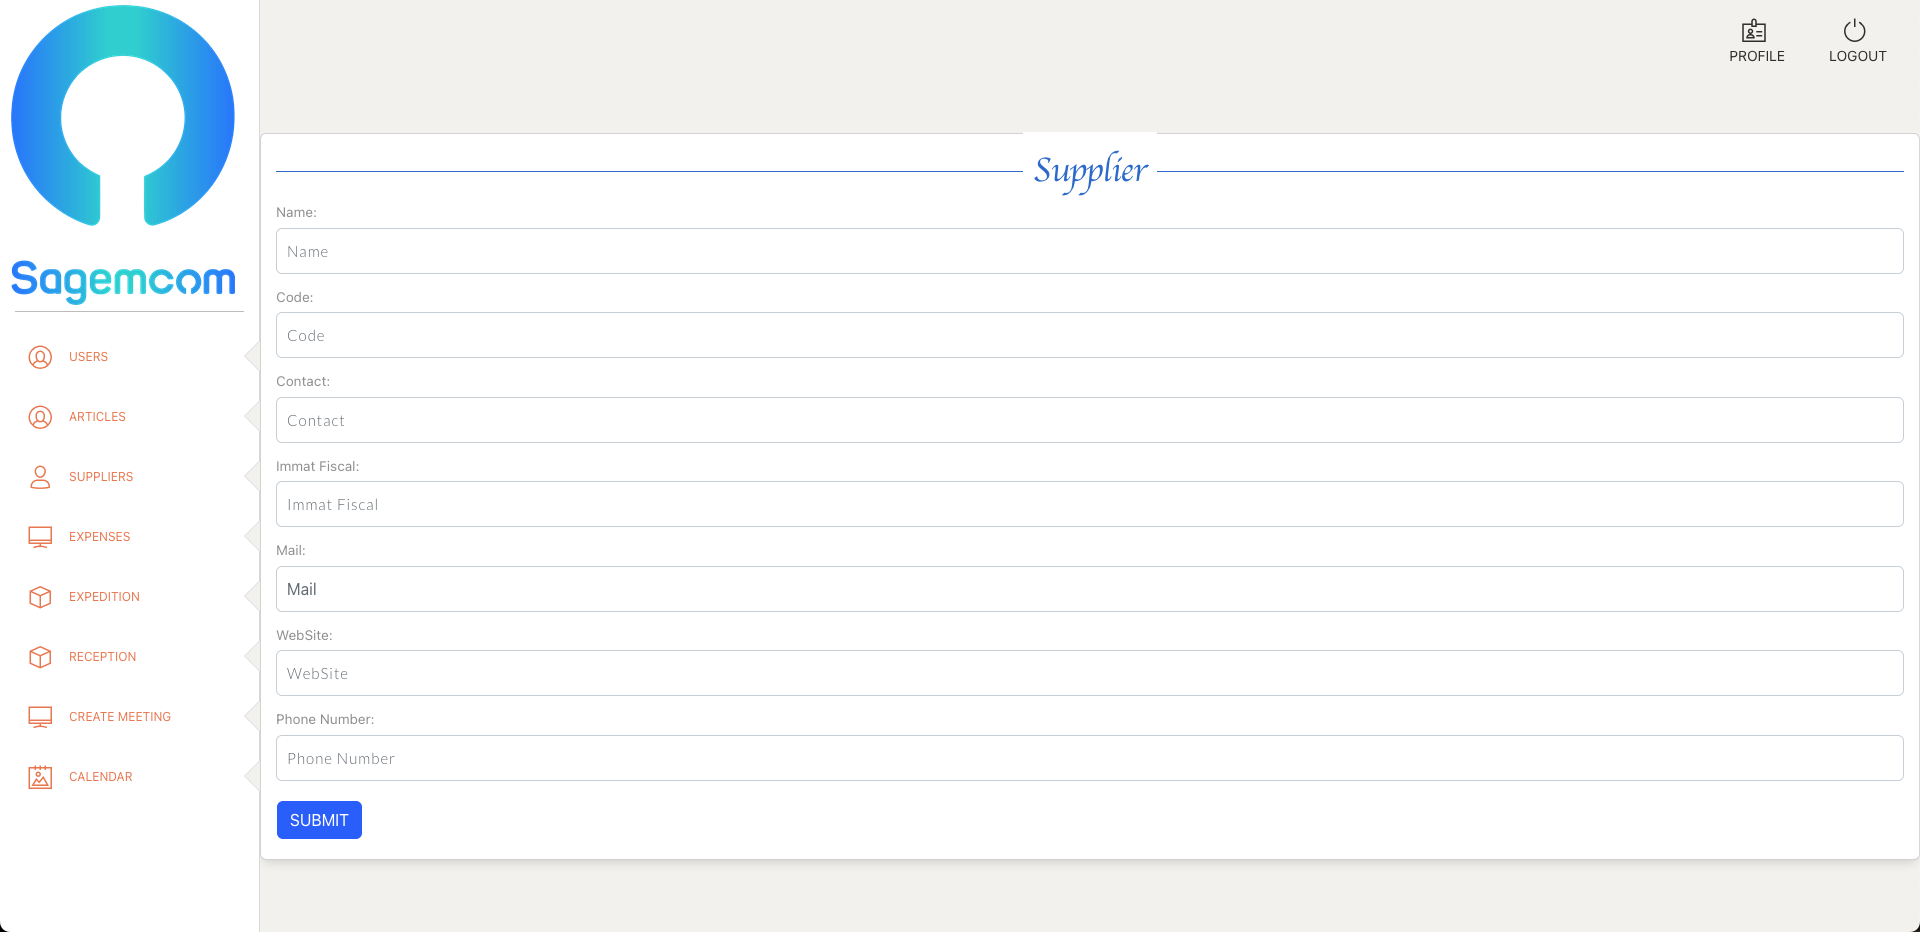 Sagemcom
USERS
ARTICLES
SUPPLIERS
EXPENSES
EXPEDITION
RECEPTION
CREATE MEETING
CALENDAR
PROFILE
LOGOUT
Supplier
Name:
Name
Code:
Code
Contact:
Contact
Immat Fiscal:
Immat Fiscal
Mail:
Mail
WebSite:
WebSite
Phone Number:
Phone Number
SUBMIT